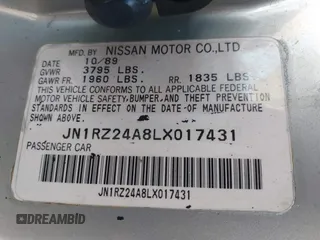 MFD. BY NISSAN MOTOR CO.,LTD
DATE 10/89
GVWR 3795 LBS.
GAWR FR. 1960 LBS. RR. 1835 LBS.
THIS VEHICLE CONFORMS TO ALL APPLICABLE FEDERAL
MOTOR VEHICLE SAFETY,BUMPER,AND THEFT PREVENTION
STANDARDS IN EFFECT ON THE DATE OF MANUFACTURE
SHOWN ABOVE.
JN1RZ24A8LX017431
PASSENGER CAR
JN1RZ24A8LX017431
DREAMBID